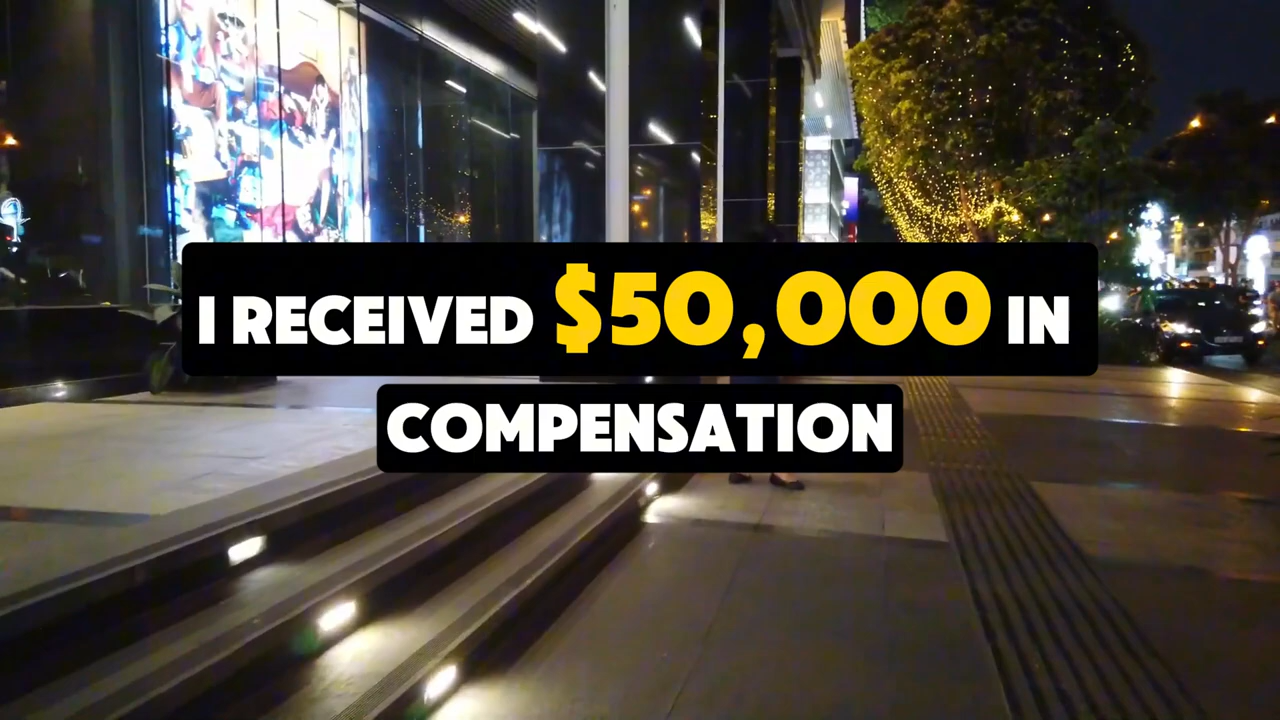 I RECEIVED $50,000 IN
COMPENSATION